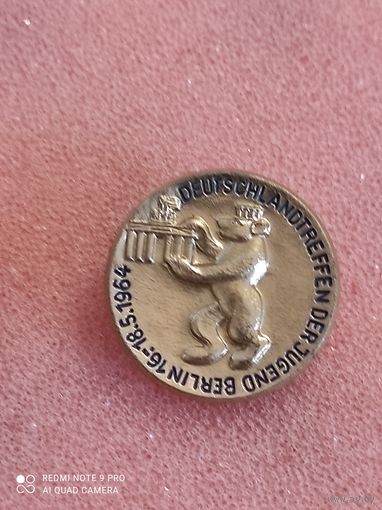 DEUTSCHLANDTREFFEN DER JUGEND BERLIN 16.-18.5.1964
REDMI NOTE 9 PRO
AI QUAD CAMERA